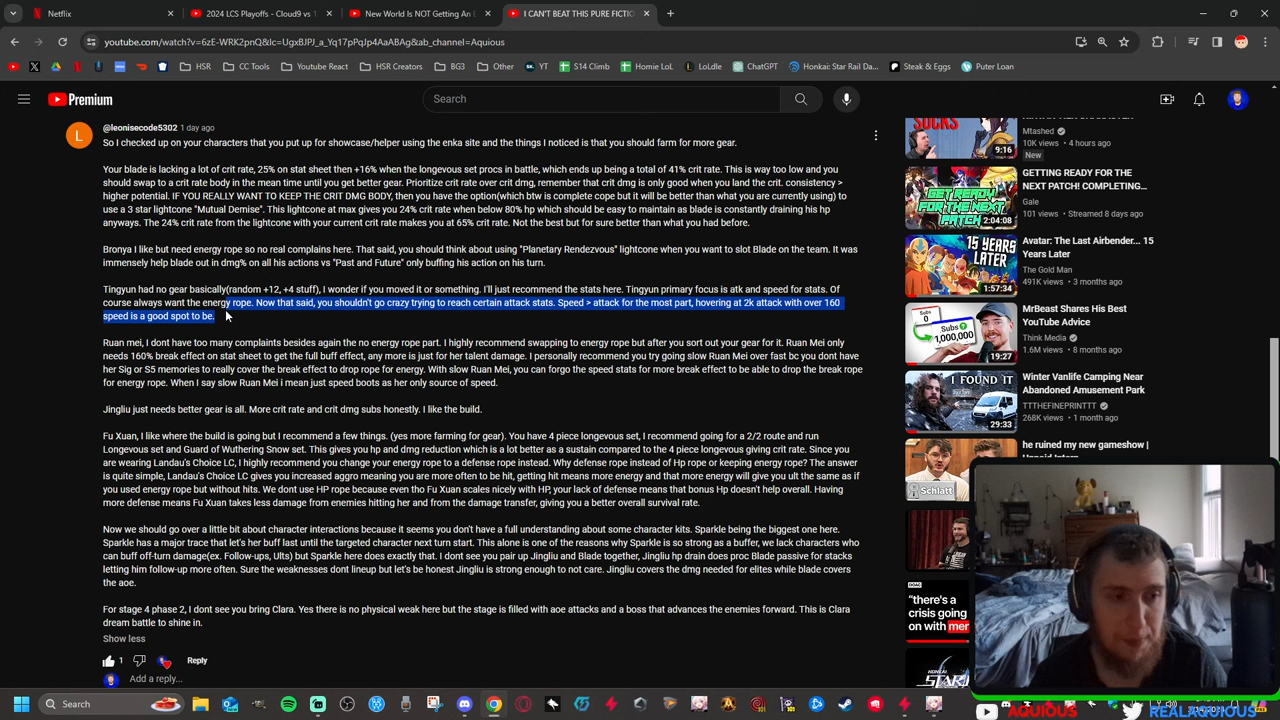 Netflix
2024 LCS Playoffs - Cloud9 vs
New World Is NOT Getting An
I CAN'T BEAT THIS PURE FICTIO
youtube.com/watch?v=6zE-WRK2pnQ&lc=UgxBJPJ_a_Yq17pPqJp4AaABAg&ab_channel=Aquious
HSR
CC Tools
Youtube React
HSR Creators
BG3
Other
YT
S14 Climb
Homie LoL
LoLdle
ChatGPT
Honkai: Star Rail Da...
Steak & Eggs
Puter Loan
Premium
Search
@leonisecode5302 1 day ago
So I checked up on your characters that you put up for showcase/helper using the enka site and the things I noticed is that you should farm for more gear.
Your blade is lacking a lot of crit rate, 25% on stat sheet then +16% when the longevous set procs in battle, which ends up being a total of 41% crit rate. This is way too low and you
should swap to a crit rate body in the mean time until you get better gear. Prioritize crit rate over crit dmg, remember that crit dmg is only good when you land the crit. consistency >
higher potential. IF YOU REALLY WANT TO KEEP THE CRIT DMG BODY, then you have the option(which btw is complete cope but it will be better than what you are currently using) to
use a 3 star lightcone "Mutual Demise". This lightcone at max gives you 24% crit rate when below 80% hp which should be easy to maintain as blade is constantly draining his hp
anyways. The 24% crit rate from the lightcone with your current crit rate makes you at 65% crit rate. Not the best but for sure better than what you had before.
Bronya I like but need energy rope so no real complains here. That said, you should think about using "Planetary Rendezvous" lightcone when you want to slot Blade on the team. It was
immensely help blade out in dmg% on all his actions vs "Past and Future" only buffing his action on his turn.
Tingyun had no gear basically(random +12, +4 stuff), I wonder if you moved it or something. I'll just recommend the stats here. Tingyun primary focus is atk and speed for stats. Of
course always want the energy rope. Now that said, you shouldn't go crazy trying to reach certain attack stats. Speed > attack for the most part, hovering at 2k attack with over 160
speed is a good spot to be.
Ruan mei, I dont have too many complaints besides again the no energy rope part. I highly recommend swapping to energy rope but after you sort out your gear for it. Ruan Mei only
needs 160% break effect on stat sheet to get the full buff effect, any more is just for her talent damage. I personally recommend you try going slow Ruan Mei over fast bc you dont have
her Sig or S5 memories to really cover the break effect to drop rope for energy. With slow Ruan Mei, you can forgo the speed stats for more break effect to be able to drop the break rope
for energy rope. When I say slow Ruan Mei i mean just speed boots as her only source of speed.
Jingliu just needs better gear is all. More crit rate and crit dmg subs honestly. I like the build.
Fu Xuan, I like where the build is going but I recommend a few things. (yes more farming for gear). You have 4 piece longevous set, I recommend going for a 2/2 route and run
Longevous set and Guard of Wuthering Snow set. This gives you hp and dmg reduction which is a lot better as a sustain compared to the 4 piece longevous giving crit rate. Since you
are wearing Landau's Choice LC, I highly recommend you change your energy rope to a defense rope instead. Why defense rope instead of Hp rope or keeping energy rope? The answer
is quite simple, Landau's Choice LC gives you increased aggro meaning you are more often to be hit, getting hit means more energy and that more energy will give you ult the same as if
you used energy rope but without hits. We dont use HP rope because even tho Fu Xuan scales nicely with HP, your lack of defense means that bonus Hp doesn't help overall. Having
more defense means Fu Xuan takes less damage from enemies hitting her and from the damage transfer, giving you a better overall survival rate.
Now we should go over a little bit about character interactions because it seems you don't have a full understanding about some character kits. Sparkle being the biggest one here.
Sparkle has a major trace that let's her buff last until the targeted character next turn start. This alone is one of the reasons why Sparkle is so strong as a buffer, we lack characters who
can buff off-turn damage(ex. Follow-ups, Ults) but Sparkle here does exactly that. I dont see you pair up Jingliu and Blade together, Jingliu hp drain does proc Blade passive for stacks
letting him follow-up more often. Sure the weaknesses dont lineup but let's be honest Jingliu is strong enough to not care. Jingliu covers the dmg needed for elites while blade covers
the aoe.
For stage 4 phase 2, I dont see you bring Clara. Yes there is no physical weak here but the stage is filled with aoe attacks and a boss that advances the enemies forward. This is Clara
dream battle to shine in.
Show less
1
Reply
Add a reply...
SOCKS
9:16
Mtashed
10K views • 4 hours ago
New
GET READY FOR THE NEXT PATCH
2:04:08
GETTING READY FOR THE
NEXT PATCH! COMPLETING...
Gale
101 views • Streamed 8 days ago
15 YEARS LATER
1:57:34
Avatar: The Last Airbender... 15
Years Later
The Gold Man
491K views • 3 months ago
Subs 0
Subs 1,000,000
19:27
MrBeast Shares His Best
YouTube Advice
Think Media
1.6M views • 8 months ago
I FOUND IT
29:33
Winter Vanlife Camping Near
Abandoned Amusement Park
TTTHEFINEPRINTTT
268K views • 1 month ago
he ruined my new gameshow |
Schlatt
"there's a
crisis going
on with mer
HONKAI
STAR
Search
AQUIOUS
REALAQUIOUS